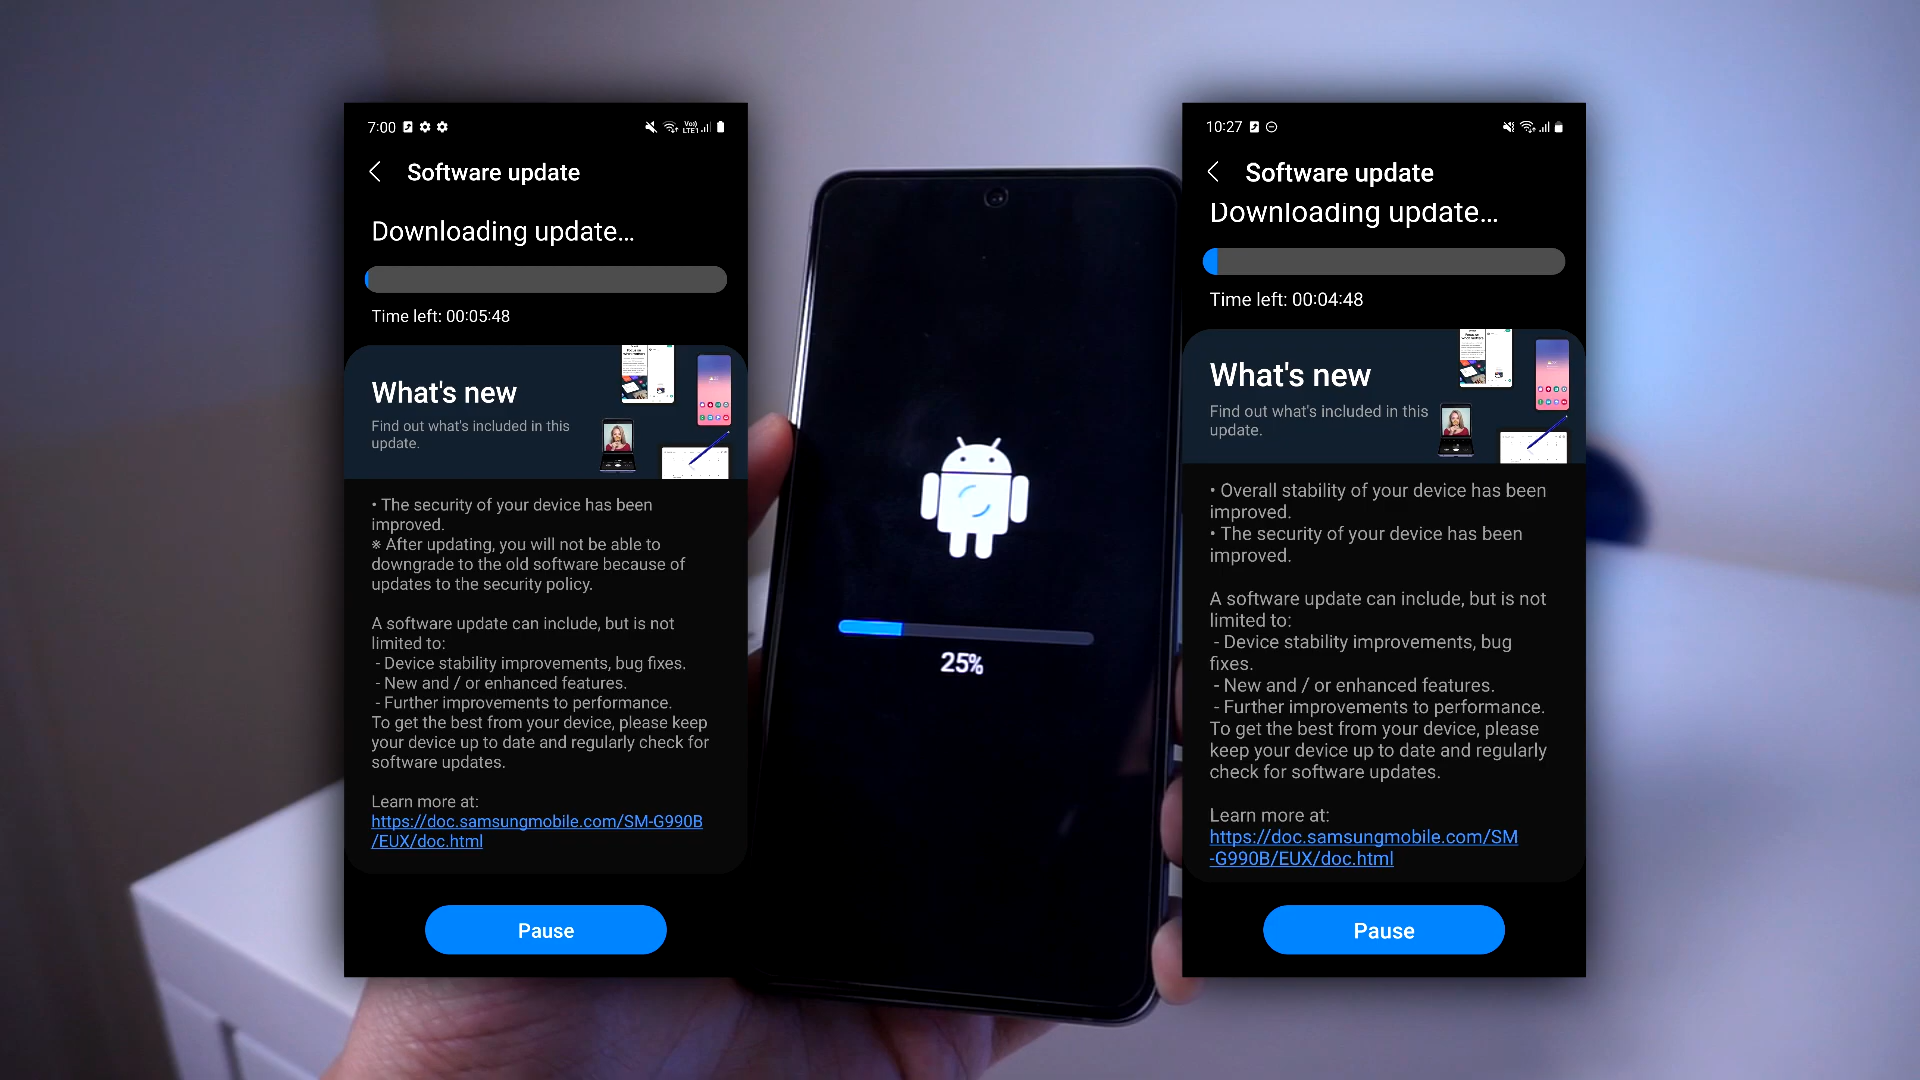 7:00
Vo))
LTE1
Software update
Downloading update...
Time left: 00:05:48
What's new
Find out what's included in this
update.
• The security of your device has been
improved.
※ After updating, you will not be able to
downgrade to the old software because of
updates to the security policy.
A software update can include, but is not
limited to:
- Device stability improvements, bug fixes.
- New and / or enhanced features.
- Further improvements to performance.
To get the best from your device, please keep
your device up to date and regularly check for
software updates.
Learn more at:
https://doc.samsungmobile.com/SM-G990B
/EUX/doc.html
Pause
25%
10:27
Software update
Downloading update...
Time left: 00:04:48
What's new
Find out what's included in this
update.
• Overall stability of your device has been
improved.
• The security of your device has been
improved.
A software update can include, but is not
limited to:
- Device stability improvements, bug
fixes.
- New and / or enhanced features.
- Further improvements to performance.
To get the best from your device, please
keep your device up to date and regularly
check for software updates.
Learn more at:
https://doc.samsungmobile.com/SM
-G990B/EUX/doc.html
Pause